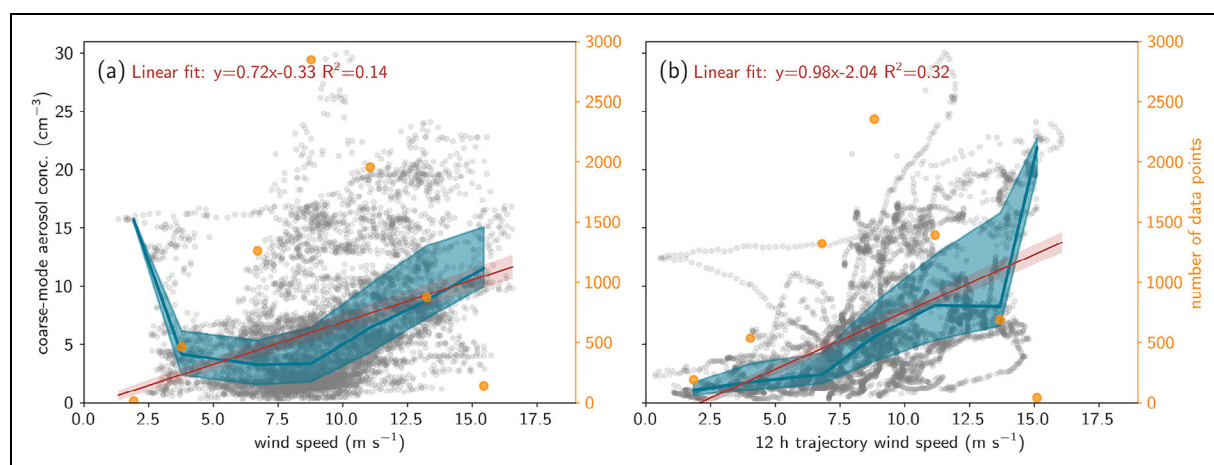 (a) Linear fit: y=0.72x-0.33 R²=0.14
coarse-mode aerosol conc. (cm⁻³)
30
25
20
15
10
5
0
3000
2500
2000
1500
1000
500
0
0.0 2.5 5.0 7.5 10.0 12.5 15.0 17.5
wind speed (m s⁻¹)
(b) Linear fit: y=0.98x-2.04 R²=0.32
3000
2500
2000
1500
1000
500
0
number of data points
0.0 2.5 5.0 7.5 10.0 12.5 15.0 17.5
12 h trajectory wind speed (m s⁻¹)